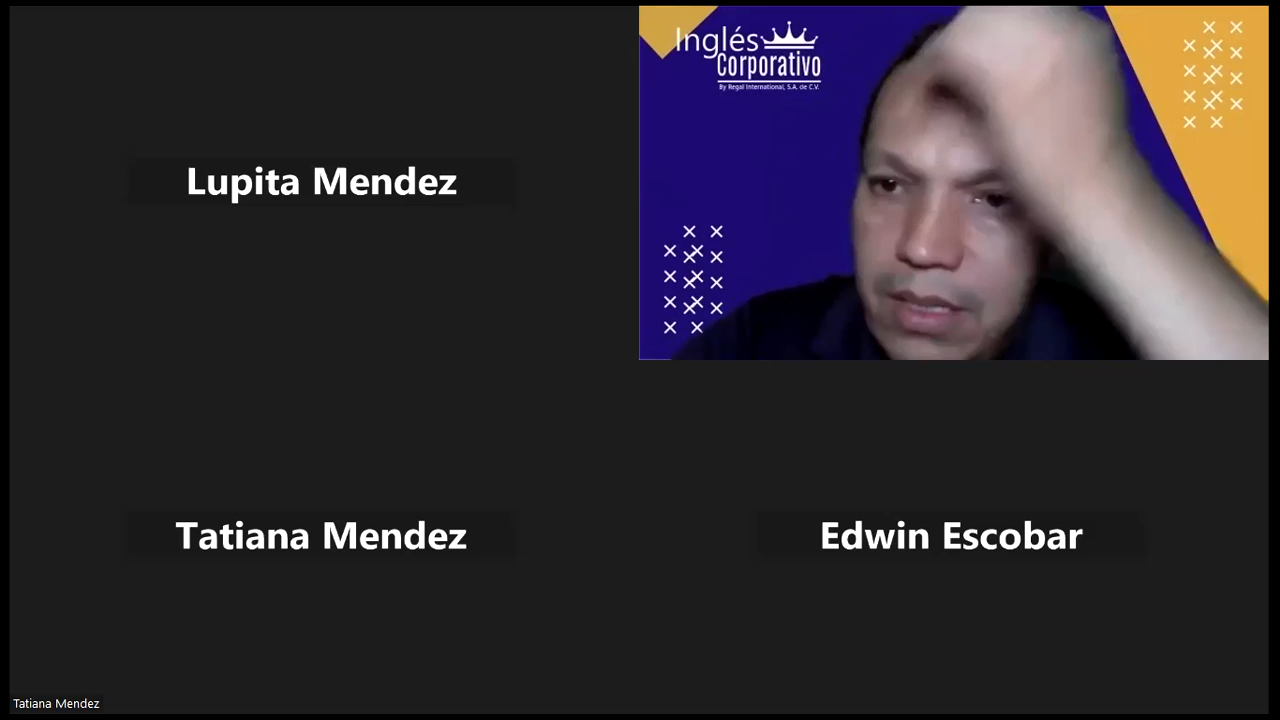 Inglés
Corporativo
By Regal International, S.A. de C.V.
Lupita Mendez
Tatiana Mendez
Edwin Escobar
Tatiana Mendez